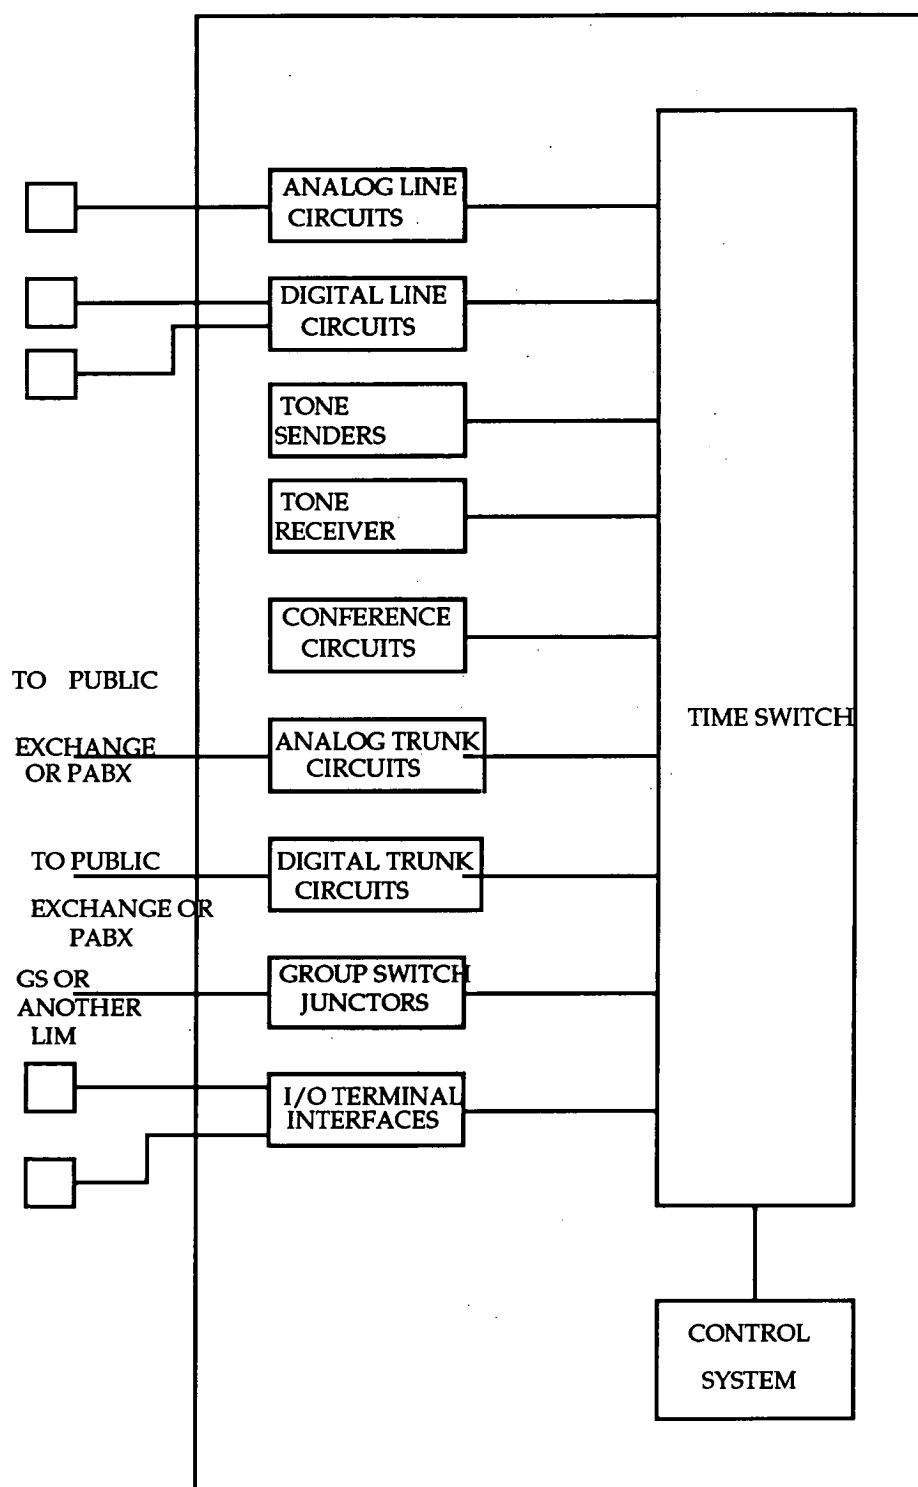 ANALOG LINE
CIRCUITS
DIGITAL LINE
CIRCUITS
TONE
SENDERS
TONE
RECEIVER
CONFERENCE
CIRCUITS
TO PUBLIC
EXCHANGE
OR PABX
ANALOG TRUNK
CIRCUITS
TIME SWITCH
TO PUBLIC
EXCHANGE OR
PABX
DIGITAL TRUNK
CIRCUITS
GS OR
ANOTHER
LIM
GROUP SWITCH
JUNCTORS
I/O TERMINAL
INTERFACES
CONTROL
SYSTEM